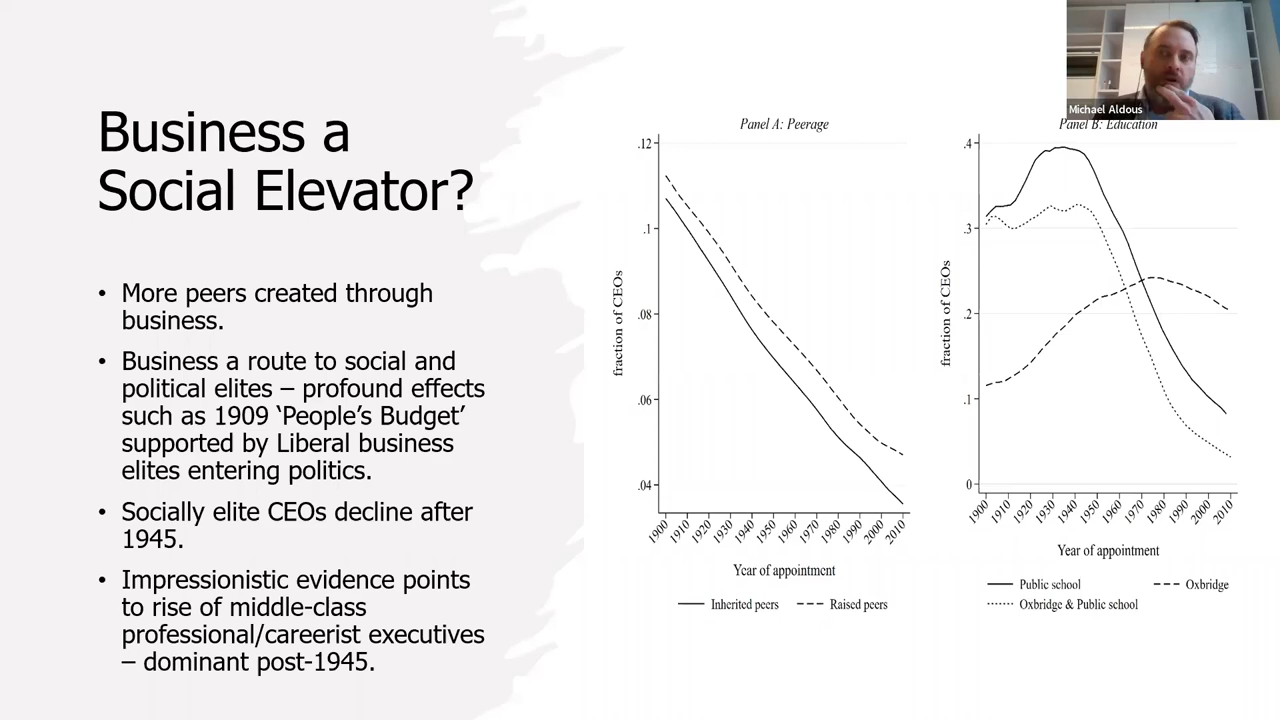 Business a
Social Elevator?
• More peers created through
business.
• Business a route to social and
political elites – profound effects
such as 1909 ‘People’s Budget’
supported by Liberal business
elites entering politics.
• Socially elite CEOs decline after
1945.
• Impressionistic evidence points
to rise of middle-class
professional/careerist executives
– dominant post-1945.
Panel A: Peerage
fraction of CEOs
.12
.1
.08
.06
.04
1900 1910 1920 1930 1940 1950 1960 1970 1980 1990 2000 2010
Year of appointment
Inherited peers Raised peers
Michael Aldous
Panel B: Education
fraction of CEOs
.4
.3
.2
.1
0
1900 1910 1920 1930 1940 1950 1960 1970 1980 1990 2000 2010
Year of appointment
Public school Oxbridge
Oxbridge & Public school